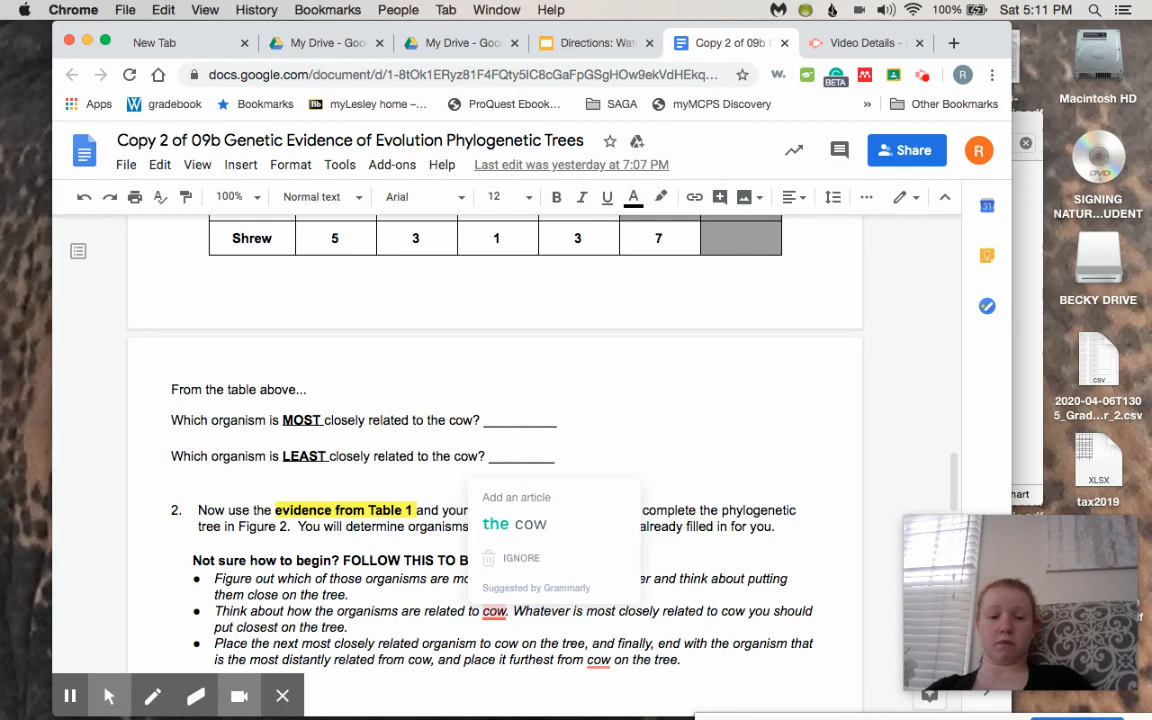 Chrome File Edit View History Bookmarks People Tab Window Help 100% Sat 5:11 PM
New Tab My Drive - Goo My Drive - Goo Directions: Wat Copy 2 of 09b Video Details -
docs.google.com/document/d/1-8tOk1ERyz81F4FQty5IC8cGaFpGSgHOw9ekVdHEkq...
Apps gradebook Bookmarks myLesley home –... ProQuest Ebook... SAGA myMCPS Discovery » Other Bookmarks
Copy 2 of 09b Genetic Evidence of Evolution Phylogenetic Trees
File Edit View Insert Format Tools Add-ons Help Last edit was yesterday at 7:07 PM
Share
R
100% Normal text Arial 12 B I U A
Shrew 5 3 1 3 7
From the table above...
Which organism is MOST closely related to the cow? ________
Which organism is LEAST closely related to the cow? ________
2. Now use the evidence from Table 1 and your complete the phylogenetic
tree in Figure 2. You will determine organisms already filled in for you.
Not sure how to begin? FOLLOW THIS TO B
● Figure out which of those organisms are mo er and think about putting
them close on the tree.
● Think about how the organisms are related to cow. Whatever is most closely related to cow you should
put closest on the tree.
● Place the next most closely related organism to cow on the tree, and finally, end with the organism that
is the most distantly related from cow, and place it furthest from cow on the tree.
Add an article
the cow
IGNORE
Suggested by Grammarly
Macintosh HD
DVD
SIGNING
NATUR...UDENT
BECKY DRIVE
CSV
2020-04-06T130
5_Grad...r_2.csv
XLSX
tax2019